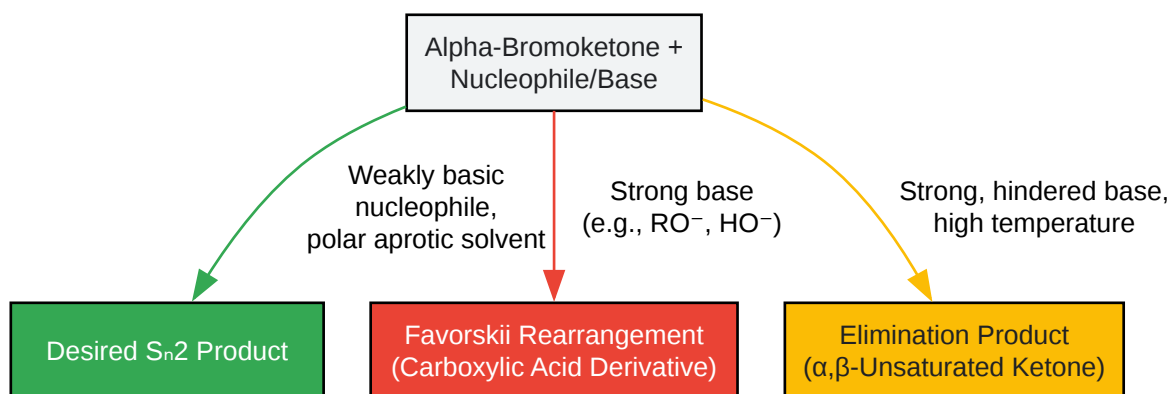 Alpha-Bromoketone +
Nucleophile/Base
Weakly basic
nucleophile,
polar aprotic solvent
Strong base
(e.g., RO⁻, HO⁻)
Strong, hindered base,
high temperature
Desired Sₙ2 Product
Favorskii Rearrangement
(Carboxylic Acid Derivative)
Elimination Product
(α,β-Unsaturated Ketone)